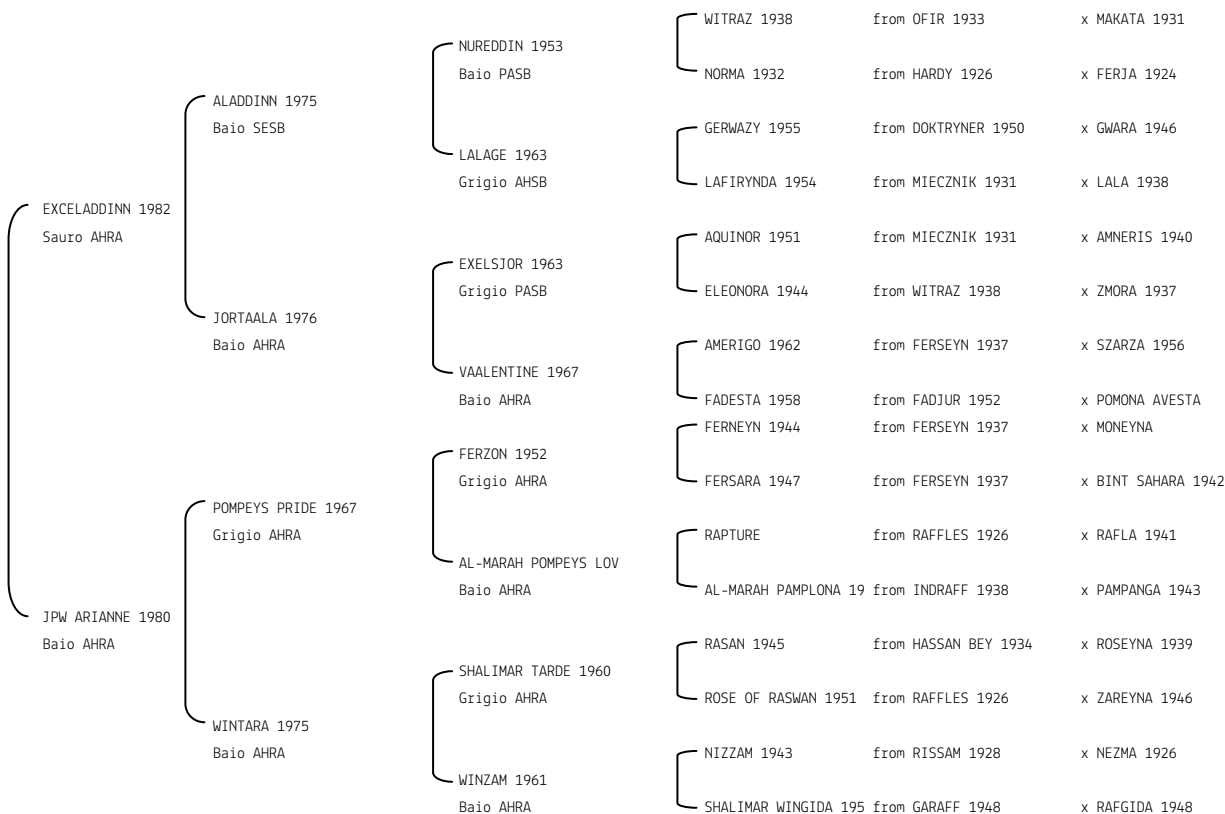 WITRAZ 1938 from OFIR 1933 x MAKATA 1931
NUREDDIN 1953
Baio PASB
NORMA 1932 from HARDY 1926 x FERJA 1924
ALADDINN 1975
Baio SESB
GERWAZY 1955 from DOKTRYNER 1950 x GWARA 1946
LALAGE 1963
Grigio AHSB
LAFIRYNDA 1954 from MIECZNIK 1931 x LALA 1938
EXCELADDINN 1982
Sauro AHRA
AQUINOR 1951 from MIECZNIK 1931 x AMNERIS 1940
EXELSJOR 1963
Grigio PASB
ELEONORA 1944 from WITRAZ 1938 x ZMORA 1937
JORTAALA 1976
Baio AHRA
AMERIGO 1962 from FERSEYN 1937 x SZARZA 1956
VAALENTINE 1967
Baio AHRA
FADESTA 1958 from FADJUR 1952 x POMONA AVESTA
FERNEYN 1944 from FERSEYN 1937 x MONEYNA
FERZON 1952
Grigio AHRA
FERSARA 1947 from FERSEYN 1937 x BINT SAHARA 1942
POMPEYS PRIDE 1967
Grigio AHRA
RAPTURE from RAFFLES 1926 x RAFLA 1941
AL-MARAH POMPEYS LOV
Baio AHRA
AL-MARAH PAMPLONA 19 from INDRAFF 1938 x PAMPANGA 1943
JPW ARIANNE 1980
Baio AHRA
RASAN 1945 from HASSAN BEY 1934 x ROSEYNA 1939
SHALIMAR TARDE 1960
Grigio AHRA
ROSE OF RASWAN 1951 from RAFFLES 1926 x ZAREYNA 1946
WINTARA 1975
Baio AHRA
NIZZAM 1943 from RISSAM 1928 x NEZMA 1926
WINZAM 1961
Baio AHRA
SHALIMAR WINGIDA 195 from GARAFF 1948 x RAFGIDA 1948